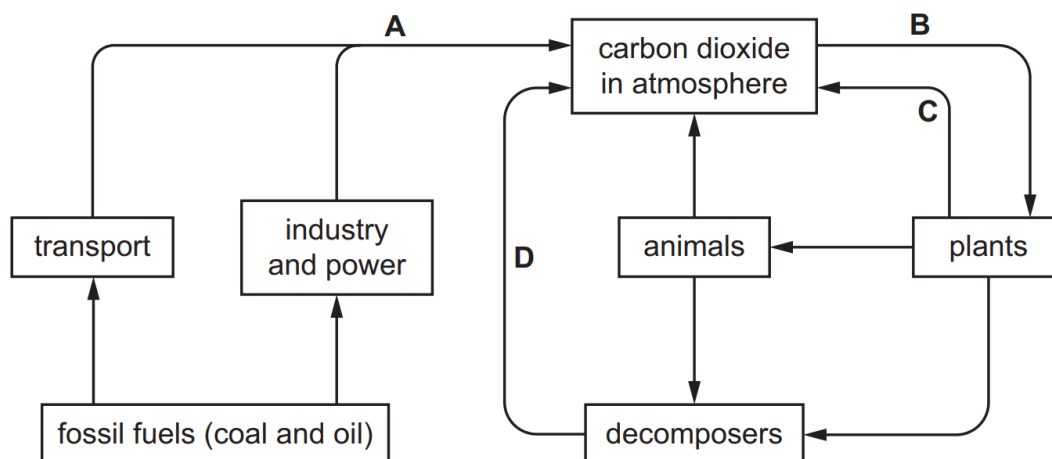 A
carbon dioxide
in atmosphere
B
C
transport
industry
and power
D
animals
plants
fossil fuels (coal and oil)
decomposers